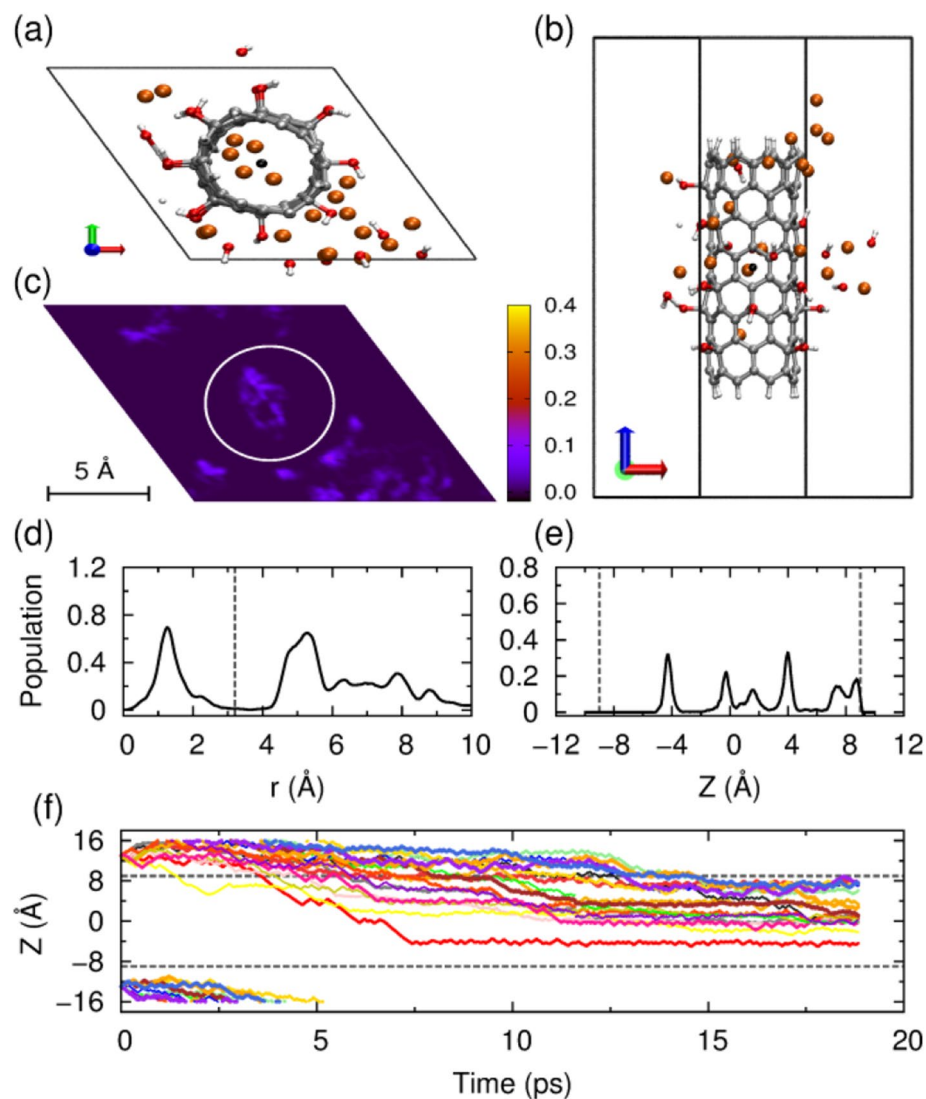 (a)
(b)
(c)
5 Å
0.4
0.3
0.2
0.1
0.0
(d)
Population
1.2
0.8
0.4
0
0 2 4 6 8 10
r (Å)
(e)
0.8
0.6
0.4
0.2
0
−12 −8 −4 0 4 8 12
Z (Å)
(f)
Z (Å)
16
8
0
−8
−16
0 5 10 15 20
Time (ps)